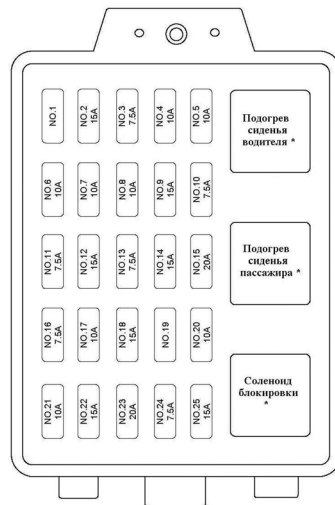 NO.1
NO.2
15A
NO.3
7.5A
NO.4
10A
NO.5
10A
Подогрев
сиденья
водителя *
NO.6
10A
NO.7
10A
NO.8
10A
NO.9
15A
NO.10
7.5A
NO.11
7.5A
NO.12
15A
NO.13
7.5A
NO.14
15A
NO.15
20A
Подогрев
сиденья
пассажира *
NO.16
7.5A
NO.17
10A
NO.18
15A
NO.19
NO.20
10A
NO.21
10A
NO.22
15A
NO.23
20A
NO.24
7.5A
NO.25
15A
Соленоид
блокировки
*